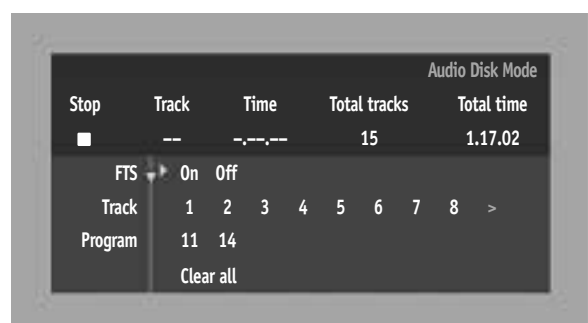 Audio Disk Mode
Stop Track Time Total tracks Total time
-- -.--.-- 15 1.17.02
FTS On Off
Track 1 2 3 4 5 6 7 8 >
Program 11 14
Clear all